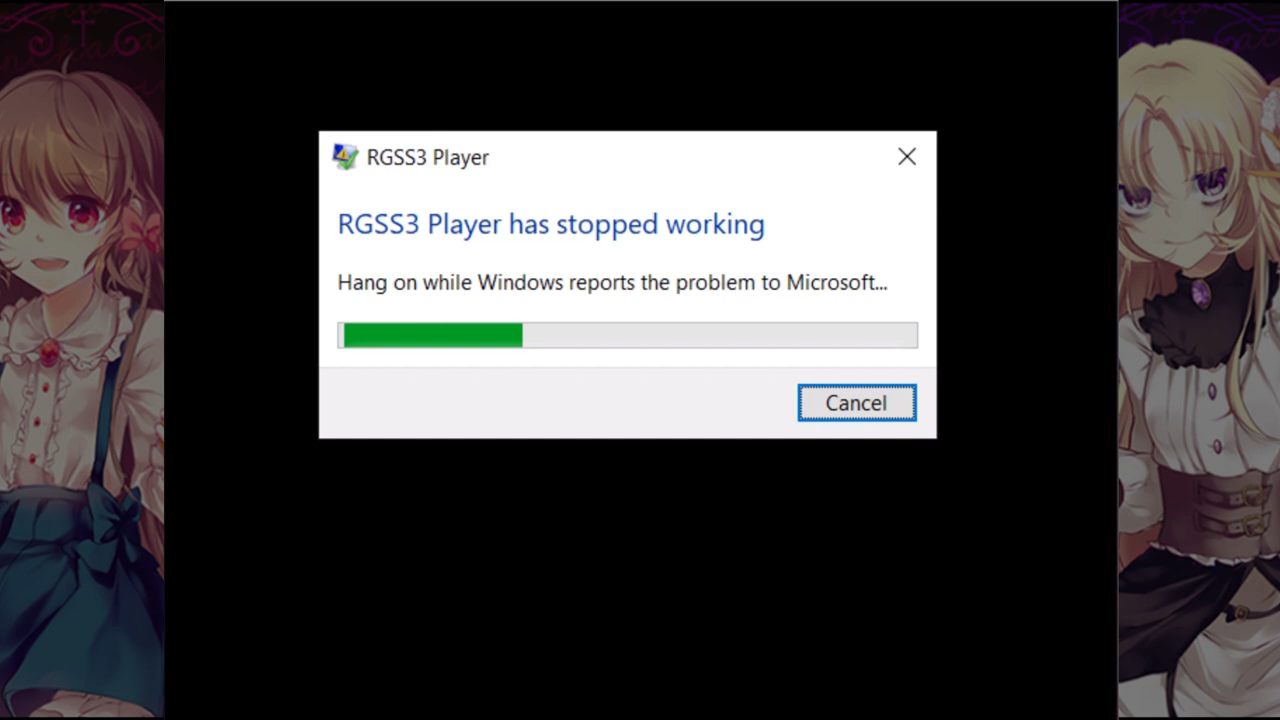 RGSS3 Player
RGSS3 Player has stopped working
Hang on while Windows reports the problem to Microsoft...
Cancel